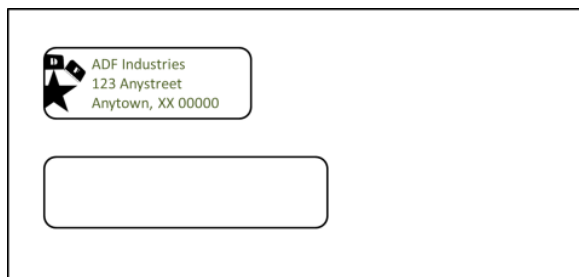 ADF Industries
123 Anystreet
Anytown, XX 00000